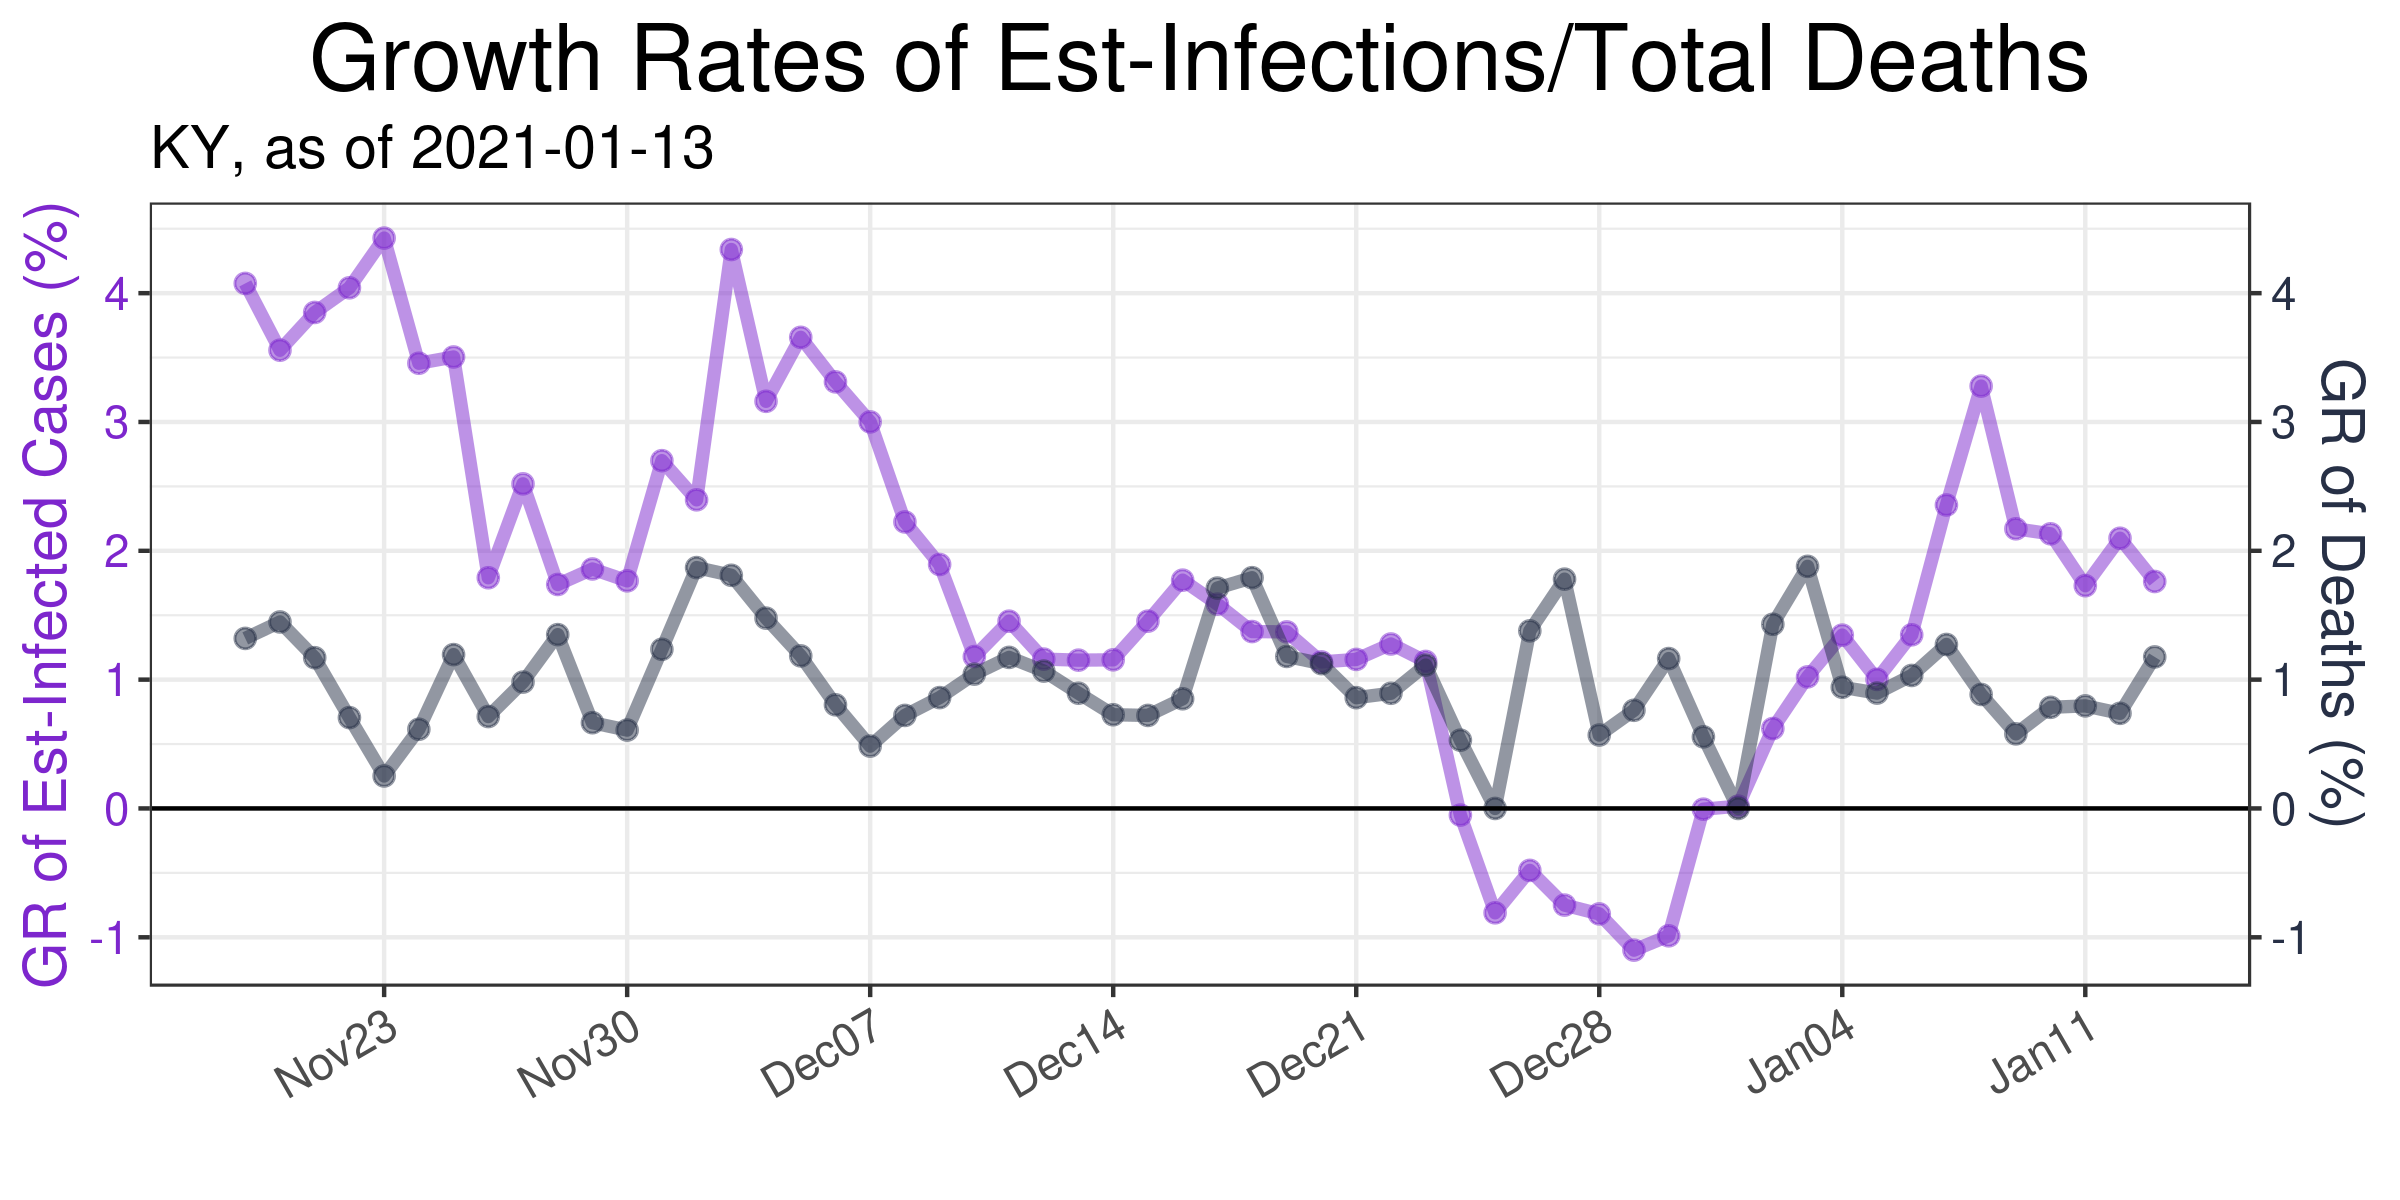 Growth Rates of Est-Infections/Total Deaths
KY, as of 2021-01-13
GR of Est-Infected Cases (%)
4
3
2
1
0
-1
4
3
2
1
0
-1
GR of Deaths (%)
Nov23
Nov30
Dec07
Dec14
Dec21
Dec28
Jan04
Jan11